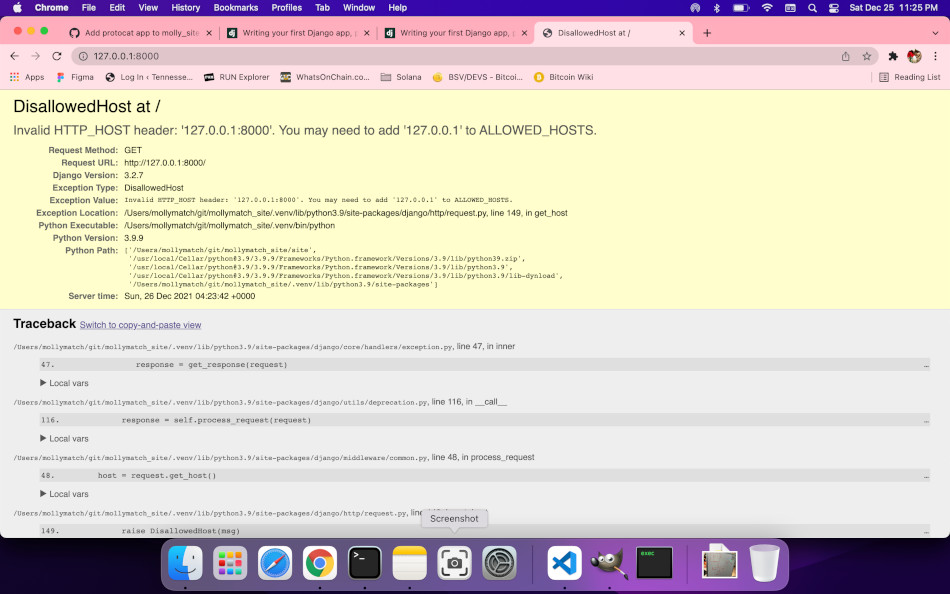 Chrome File Edit View History Bookmarks Profiles Tab Window Help Sat Dec 25 11:25 PM
Add protocat app to molly_site Writing your first Django app, p Writing your first Django app, p DisallowedHost at /
127.0.0.1:8000
Apps Figma Log In ‹ Tennesse... RUN Explorer WhatsOnChain.co... Solana BSV/DEVS - Bitcoi... Bitcoin Wiki Reading List
DisallowedHost at /
Invalid HTTP_HOST header: '127.0.0.1:8000'. You may need to add '127.0.0.1' to ALLOWED_HOSTS.
Request Method: GET
Request URL: http://127.0.0.1:8000/
Django Version: 3.2.7
Exception Type: DisallowedHost
Exception Value: Invalid HTTP_HOST header: '127.0.0.1:8000'. You may need to add '127.0.0.1' to ALLOWED_HOSTS.
Exception Location: /Users/mollymatch/git/mollymatch_site/.venv/lib/python3.9/site-packages/django/http/request.py, line 149, in get_host
Python Executable: /Users/mollymatch/git/mollymatch_site/.venv/bin/python
Python Version: 3.9.9
Python Path: ['/Users/mollymatch/git/mollymatch_site/site',
'/usr/local/Cellar/python@3.9/3.9.9/Frameworks/Python.framework/Versions/3.9/lib/python39.zip',
'/usr/local/Cellar/python@3.9/3.9.9/Frameworks/Python.framework/Versions/3.9/lib/python3.9',
'/usr/local/Cellar/python@3.9/3.9.9/Frameworks/Python.framework/Versions/3.9/lib/python3.9/lib-dynload',
'/Users/mollymatch/git/mollymatch_site/.venv/lib/python3.9/site-packages']
Server time: Sun, 26 Dec 2021 04:23:42 +0000
Traceback Switch to copy-and-paste view
/Users/mollymatch/git/mollymatch_site/.venv/lib/python3.9/site-packages/django/core/handlers/exception.py, line 47, in inner
47. response = get_response(request) …
▶ Local vars
/Users/mollymatch/git/mollymatch_site/.venv/lib/python3.9/site-packages/django/utils/deprecation.py, line 116, in __call__
116. response = self.process_request(request) …
▶ Local vars
/Users/mollymatch/git/mollymatch_site/.venv/lib/python3.9/site-packages/django/middleware/common.py, line 48, in process_request
48. host = request.get_host() …
▶ Local vars
/Users/mollymatch/git/mollymatch_site/.venv/lib/python3.9/site-packages/django/http/request.py, line
Screenshot
149. raise DisallowedHost(msg) …
exec